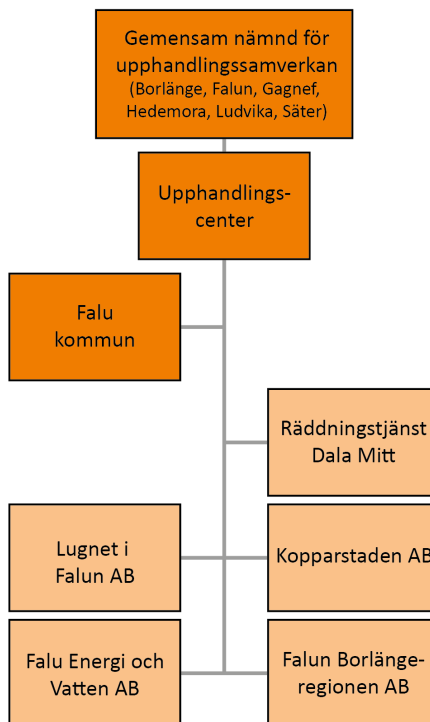 Gemensam nämnd för
upphandlingssamverkan
(Borlänge, Falun, Gagnef,
Hedemora, Ludvika, Säter)
Upphandlings-
center
Falu
kommun
Räddningstjänst
Dala Mitt
Lugnet i
Falun AB
Kopparstaden AB
Falu Energi och
Vatten AB
Falun Borlänge-
regionen AB